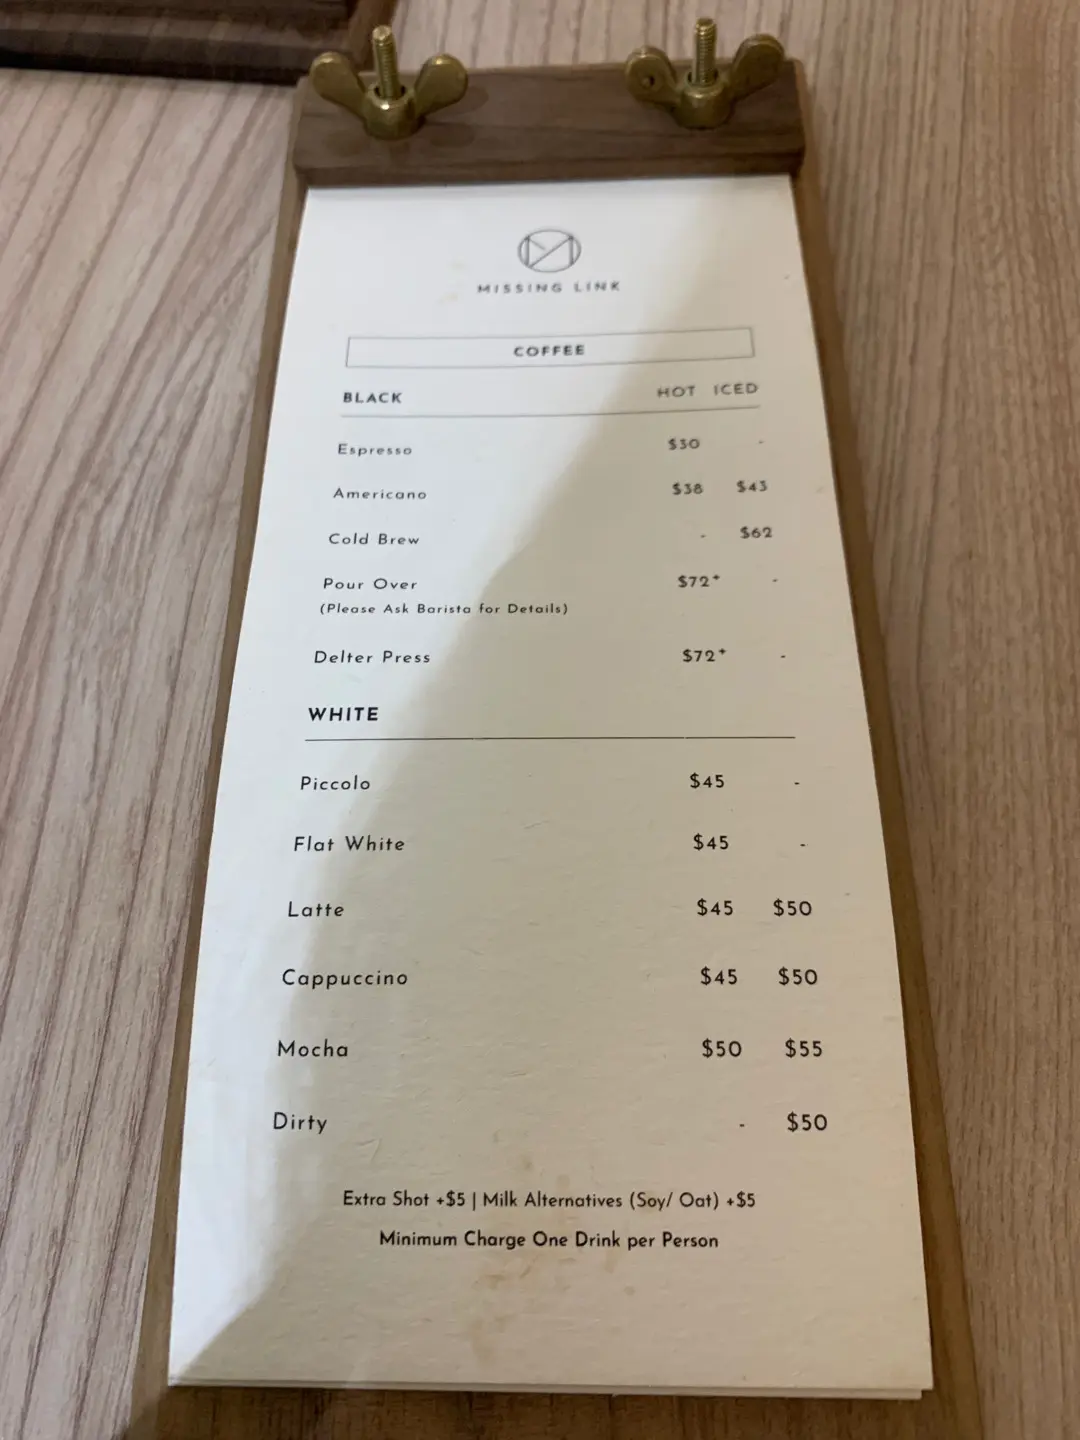 MISSING LINK
COFFEE
BLACK HOT ICED
Espresso $30 -
Americano $38 $43
Cold Brew - $62
Pour Over $72+ -
(Please Ask Barista for Details)
Delter Press $72+ -
WHITE
Piccolo $45 -
Flat White $45 -
Latte $45 $50
Cappuccino $45 $50
Mocha $50 $55
Dirty - $50
Extra Shot +$5 | Milk Alternatives (Soy/ Oat) +$5
Minimum Charge One Drink per Person